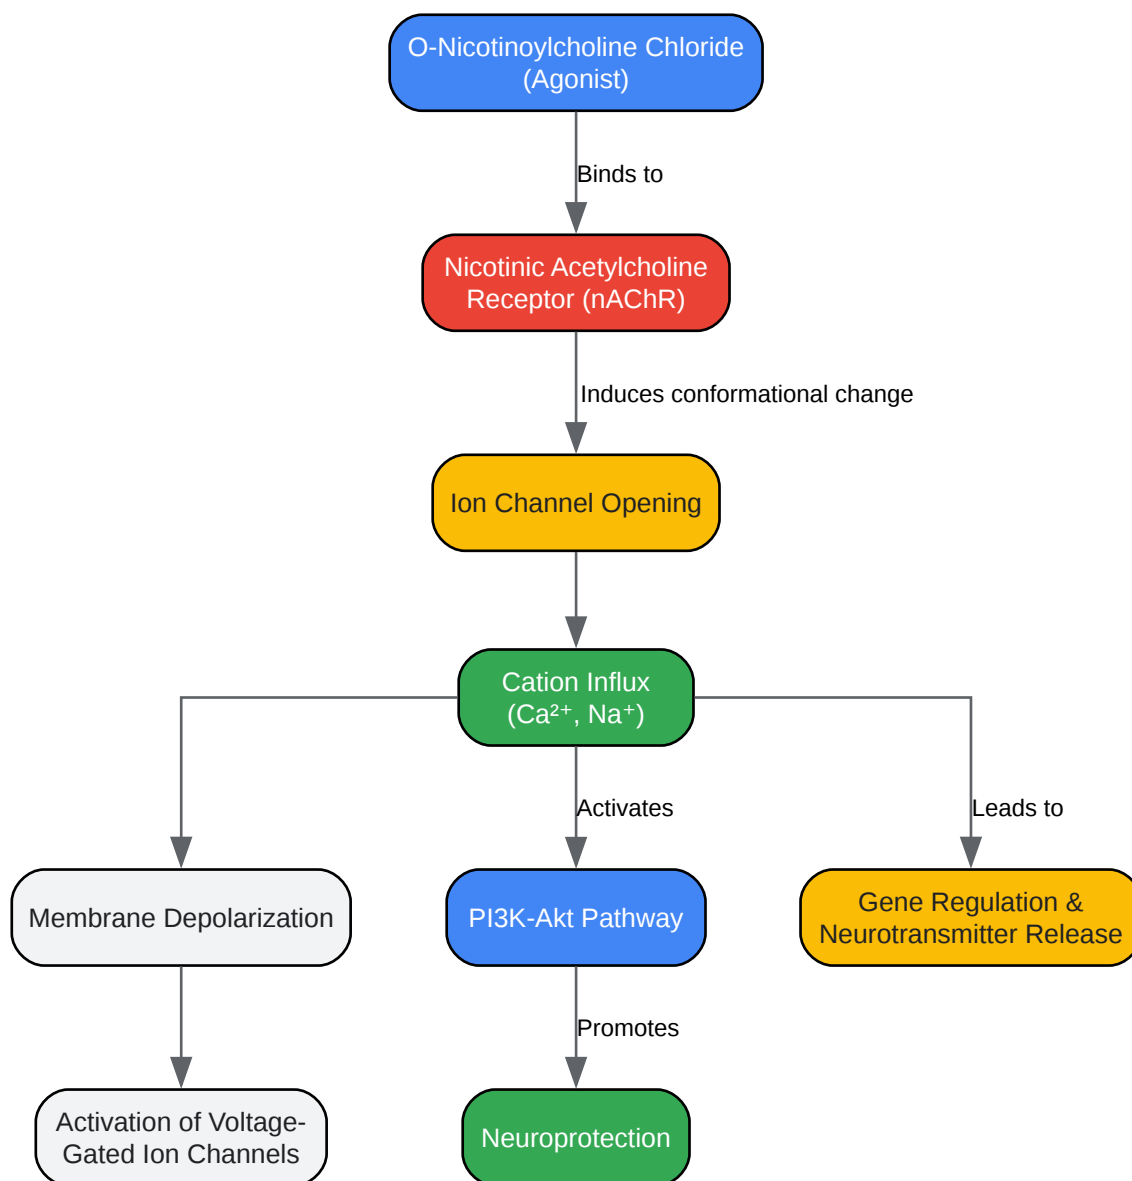 O-Nicotinoylcholine Chloride
(Agonist)
Binds to
Nicotinic Acetylcholine
Receptor (nAChR)
Induces conformational change
Ion Channel Opening
Cation Influx
(Ca²⁺, Na⁺)
Activates
Leads to
Membrane Depolarization
PI3K-Akt Pathway
Gene Regulation &
Neurotransmitter Release
Promotes
Activation of Voltage-
Gated Ion Channels
Neuroprotection